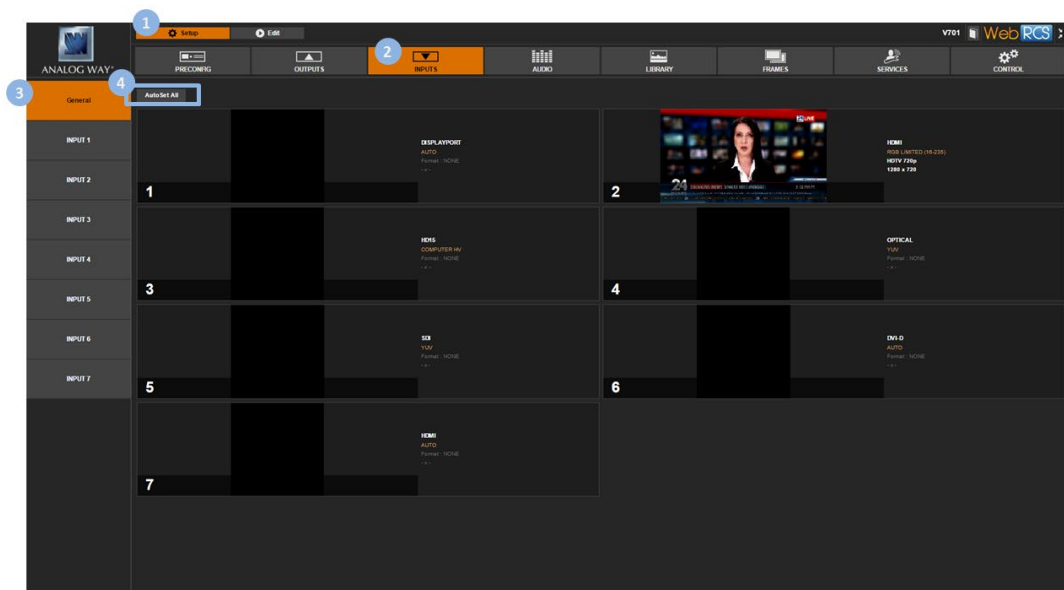 1
Setup
Edit
V701
Web RCS
ANALOG WAY®
PRECONFIG
OUTPUTS
2
INPUTS
AUDIO
LIBRARY
FRAMES
SERVICES
CONTROL
3
General
4
AutoSet All
INPUT 1
INPUT 2
INPUT 3
INPUT 4
INPUT 5
INPUT 6
INPUT 7
DISPLAYPORT
AUTO
Format : NONE
- x -
1
LIVE
24
HDMI
RGB LIMITED (16-235)
HDTV 720p
1280 x 720
2
HD15
COMPUTER HV
Format : NONE
- x -
3
OPTICAL
YUV
Format : NONE
- x -
4
SDI
YUV
Format : NONE
- x -
5
DVI-D
AUTO
Format : NONE
- x -
6
HDMI
AUTO
Format : NONE
- x -
7